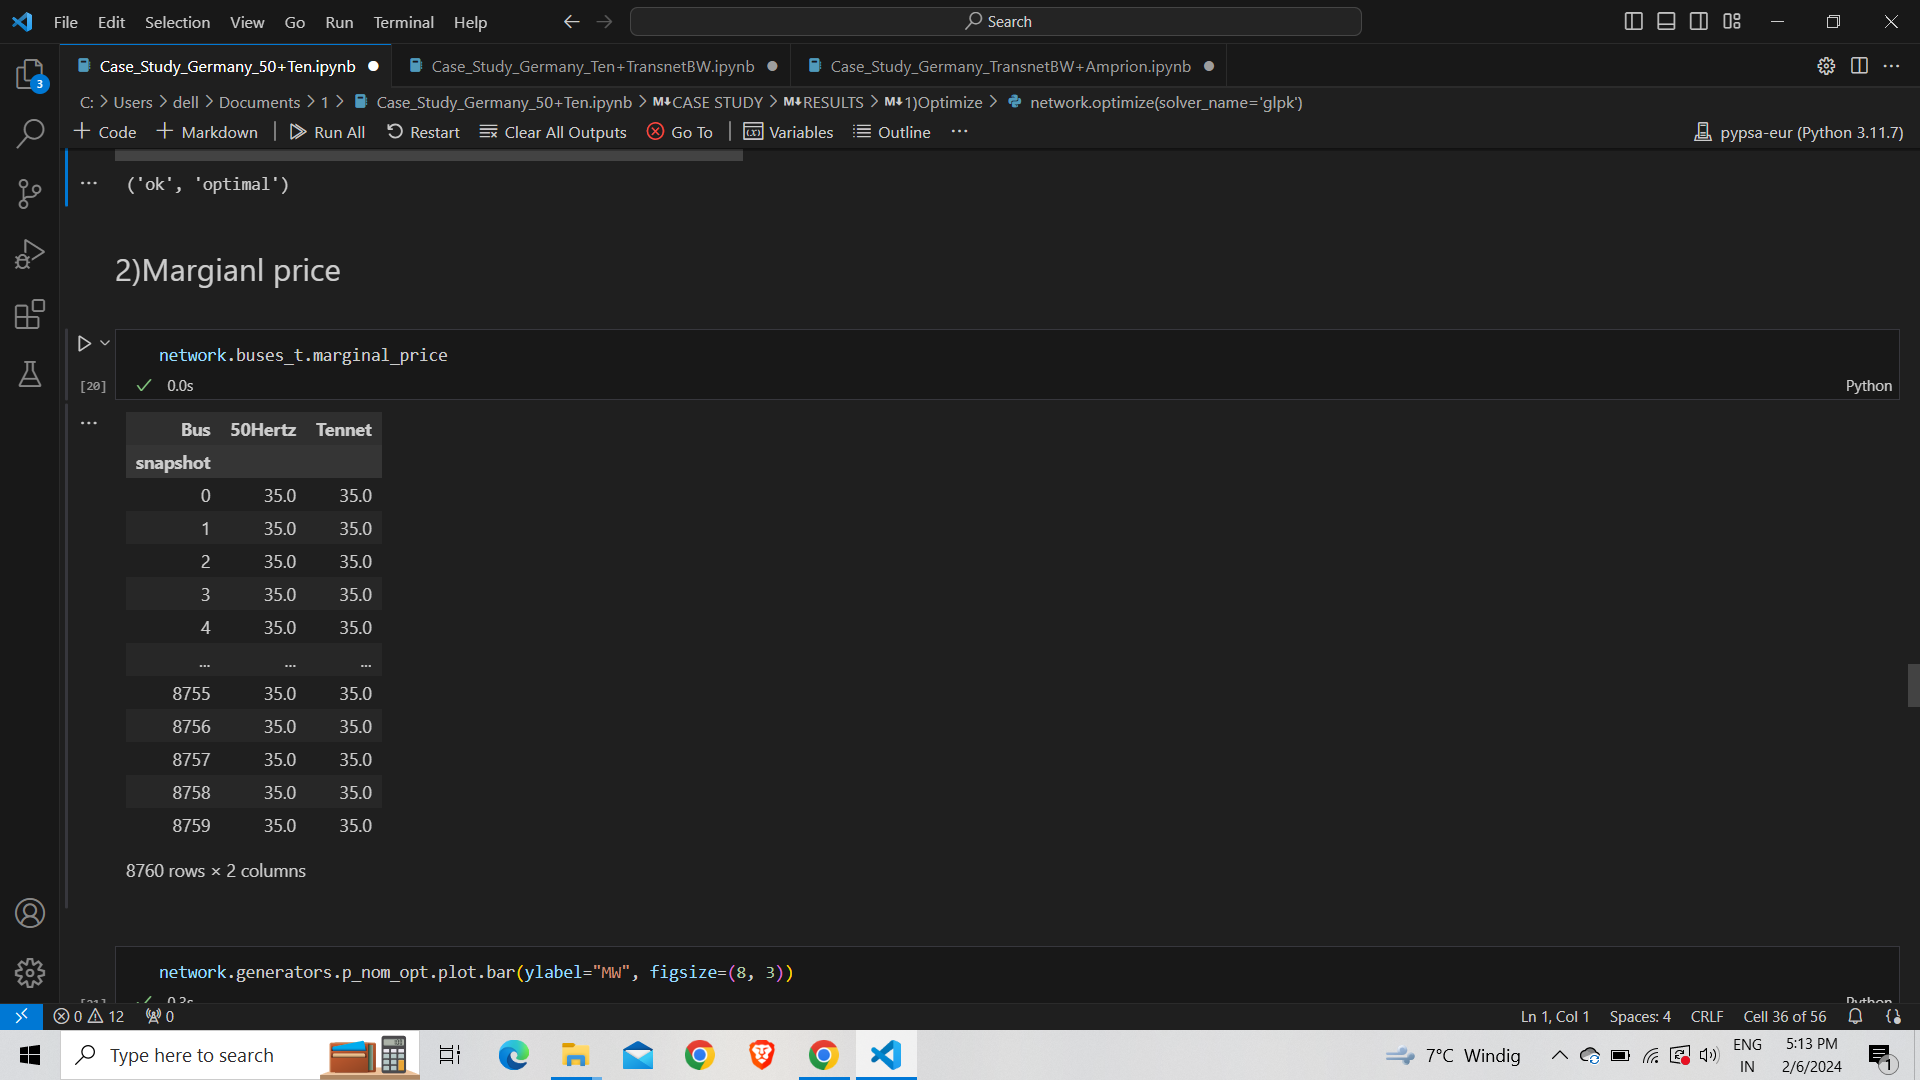 File Edit Selection View Go Run Terminal Help Search
Case_Study_Germany_50+Ten.ipynb Case_Study_Germany_Ten+TransnetBW.ipynb Case_Study_Germany_TransnetBW+Amprion.ipynb
3
C: > Users > dell > Documents > 1 > Case_Study_Germany_50+Ten.ipynb > M↓CASE STUDY > M↓RESULTS > M↓1)Optimize > network.optimize(solver_name='glpk')
+ Code + Markdown | Run All Restart Clear All Outputs Go To | Variables Outline ... pypsa-eur (Python 3.11.7)
... ('ok', 'optimal')
2)Margianl price
network.buses_t.marginal_price
[20] 0.0s Python
...
Bus 50Hertz Tennet
snapshot
0 35.0 35.0
1 35.0 35.0
2 35.0 35.0
3 35.0 35.0
4 35.0 35.0
... ... ...
8755 35.0 35.0
8756 35.0 35.0
8757 35.0 35.0
8758 35.0 35.0
8759 35.0 35.0
8760 rows × 2 columns
network.generators.p_nom_opt.plot.bar(ylabel="MW", figsize=(8, 3))
[21] 0.3s Python
0 12 0 Ln 1, Col 1 Spaces: 4 CRLF Cell 36 of 56
Type here to search 7°C Windig ENG 5:13 PM
IN 2/6/2024 1